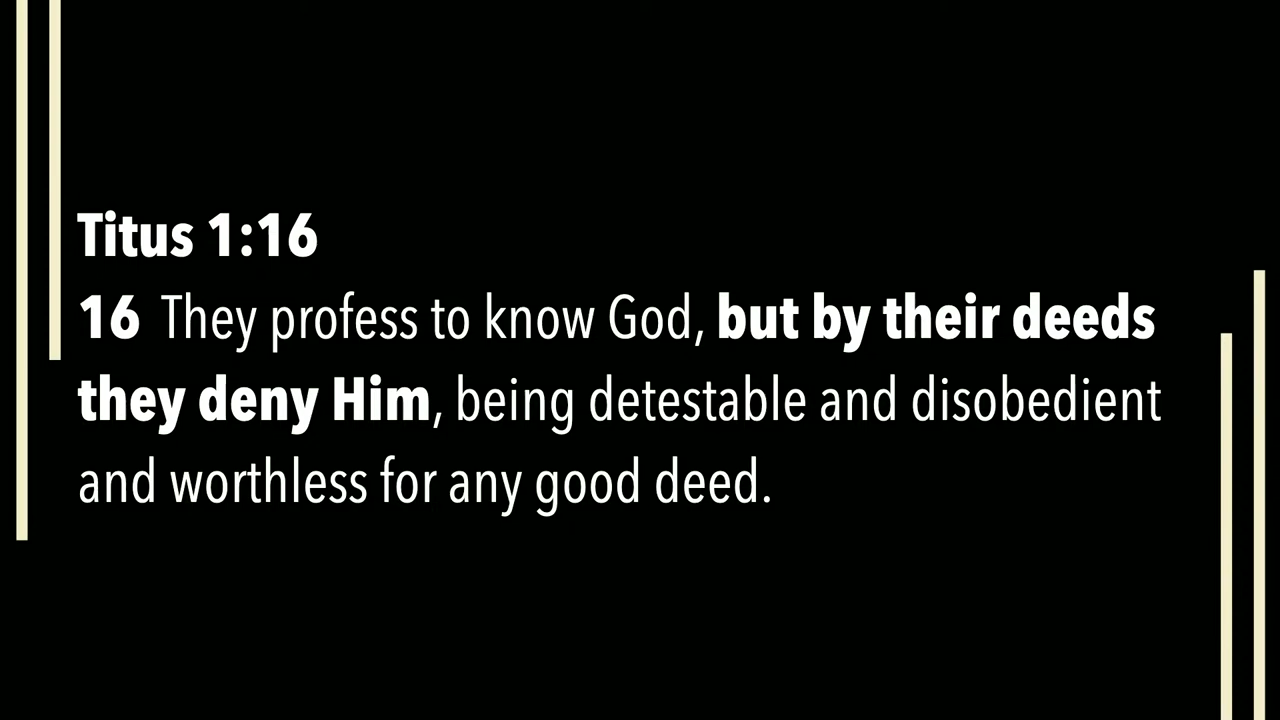 Titus 1:16
16 They profess to know God, but by their deeds
they deny Him, being detestable and disobedient
and worthless for any good deed.